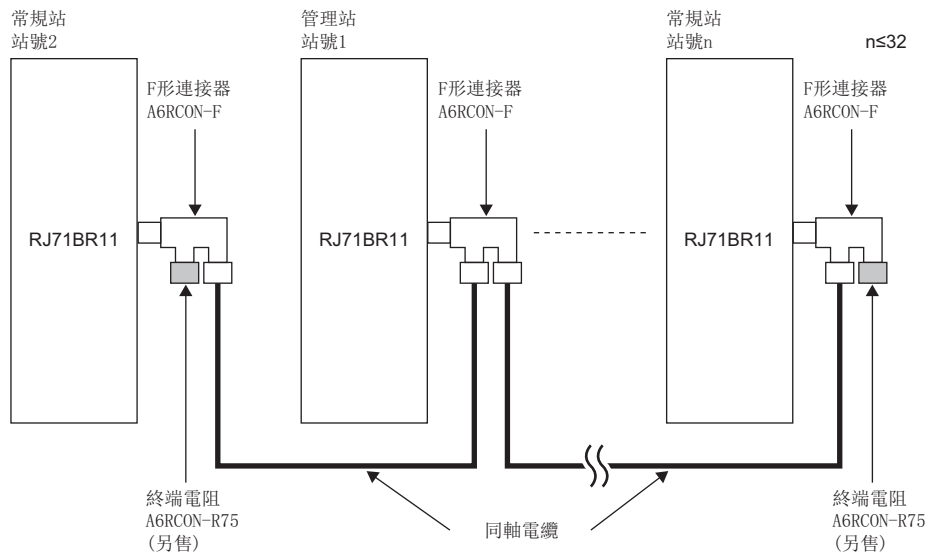 常規站
站號2
管理站
站號1
常規站
站號n
n≤32
F形連接器
A6RCON-F
F形連接器
A6RCON-F
F形連接器
A6RCON-F
RJ71BR11
RJ71BR11
RJ71BR11
終端電阻
A6RCON-R75
(另售)
同軸電纜
終端電阻
A6RCON-R75
(另售)